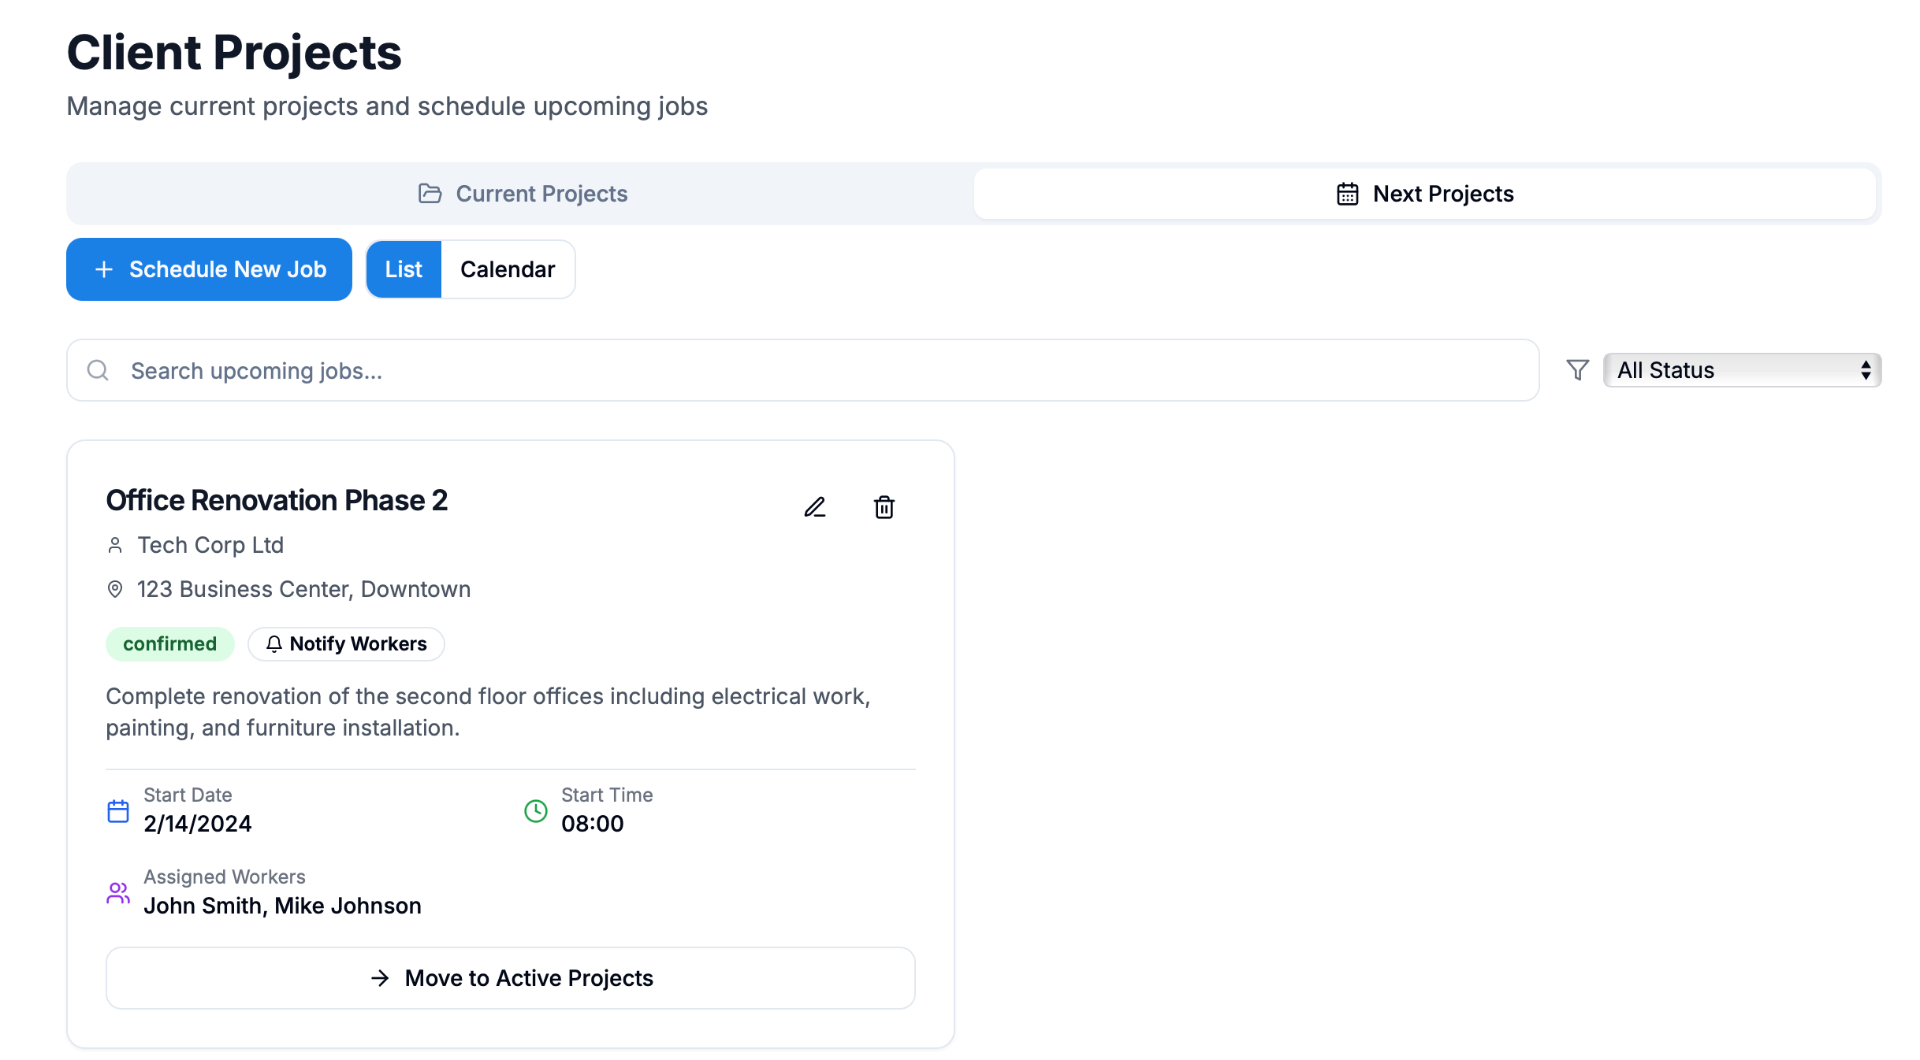 Client Projects
Manage current projects and schedule upcoming jobs
Current Projects
Next Projects
Schedule New Job
List
Calendar
Search upcoming jobs...
All Status
Office Renovation Phase 2
Tech Corp Ltd
123 Business Center, Downtown
confirmed
Notify Workers
Complete renovation of the second floor offices including electrical work,
painting, and furniture installation.
Start Date
2/14/2024
Start Time
08:00
Assigned Workers
John Smith, Mike Johnson
Move to Active Projects